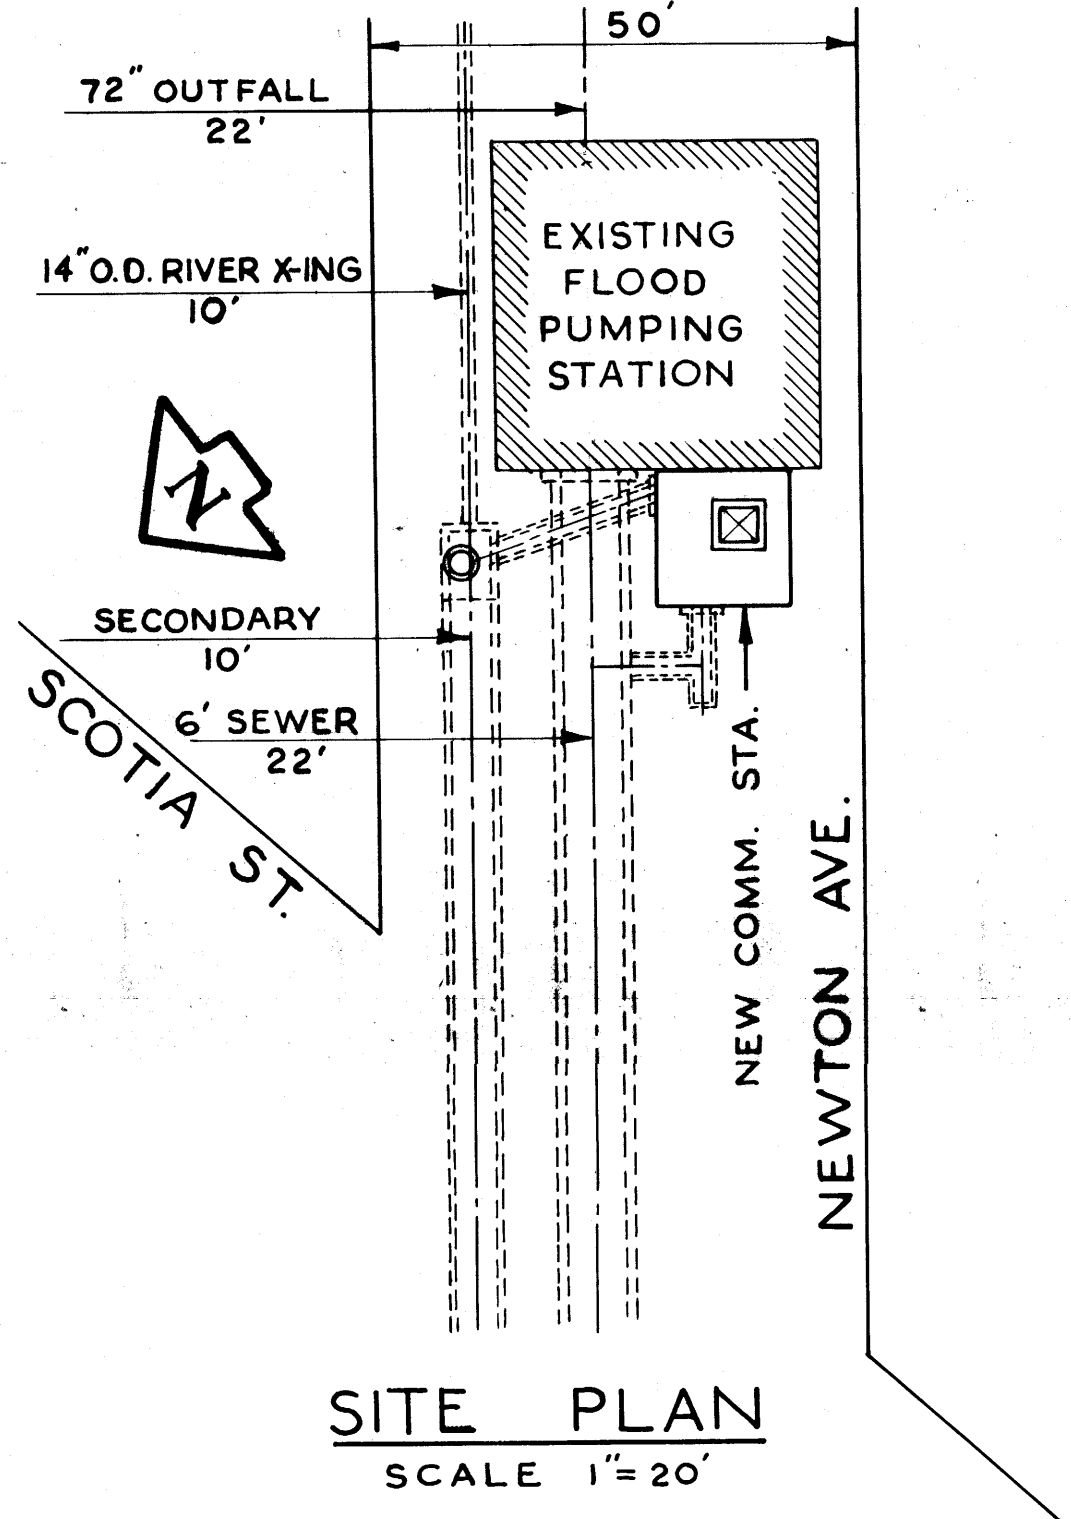 50'
72" OUTFALL
22'
14" O.D. RIVER X-ING
10'
EXISTING
FLOOD
PUMPING
STATION
N
SECONDARY
10'
SCOTIA ST.
6' SEWER
22'
NEW COMM. STA.
NEWTON AVE.
SITE PLAN
SCALE 1"= 20'